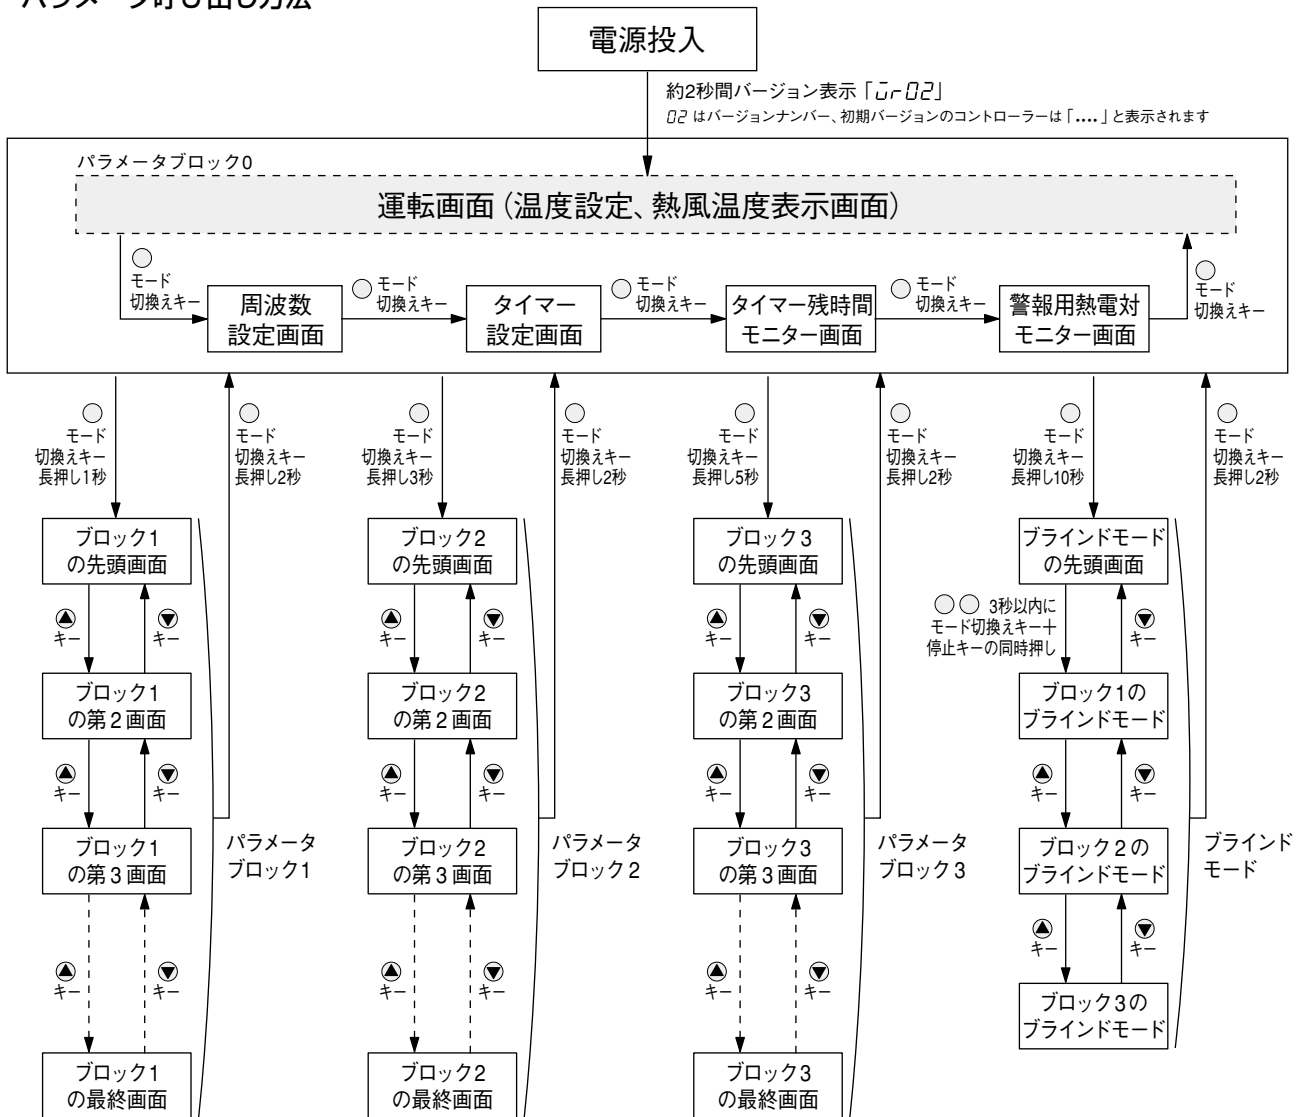 電源投入
約2秒間バージョン表示「ūr02」
02 はバージョンナンバー、初期バージョンのコントローラーは「....」と表示されます
パラメータブロック0
運転画面（温度設定、熱風温度表示画面）
モード
切換えキー
周波数
設定画面
モード
切換えキー
タイマー
設定画面
モード
切換えキー
タイマー残時間
モニター画面
モード
切換えキー
警報用熱電対
モニター画面
モード
切換えキー
モード
切換えキー
長押し1秒
モード
切換えキー
長押し2秒
モード
切換えキー
長押し3秒
モード
切換えキー
長押し2秒
モード
切換えキー
長押し5秒
モード
切換えキー
長押し2秒
モード
切換えキー
長押し10秒
モード
切換えキー
長押し2秒
ブロック1
の先頭画面
▲
キー
▼
キー
ブロック1
の第2画面
▲
キー
▼
キー
ブロック1
の第3画面
▲
キー
▼
キー
ブロック1
の最終画面
パラメータ
ブロック1
ブロック2
の先頭画面
▲
キー
▼
キー
ブロック2
の第2画面
▲
キー
▼
キー
ブロック2
の第3画面
▲
キー
▼
キー
ブロック2
の最終画面
パラメータ
ブロック2
ブロック3
の先頭画面
▲
キー
▼
キー
ブロック3
の第2画面
▲
キー
▼
キー
ブロック3
の第3画面
▲
キー
▼
キー
ブロック3
の最終画面
パラメータ
ブロック3
ブラインドモード
の先頭画面
3秒以内に
モード切換えキー＋
停止キーの同時押し
▼
キー
ブロック1の
ブラインドモード
▲
キー
▼
キー
ブロック2の
ブラインドモード
▲
キー
▼
キー
ブロック3の
ブラインドモード
ブラインド
モード